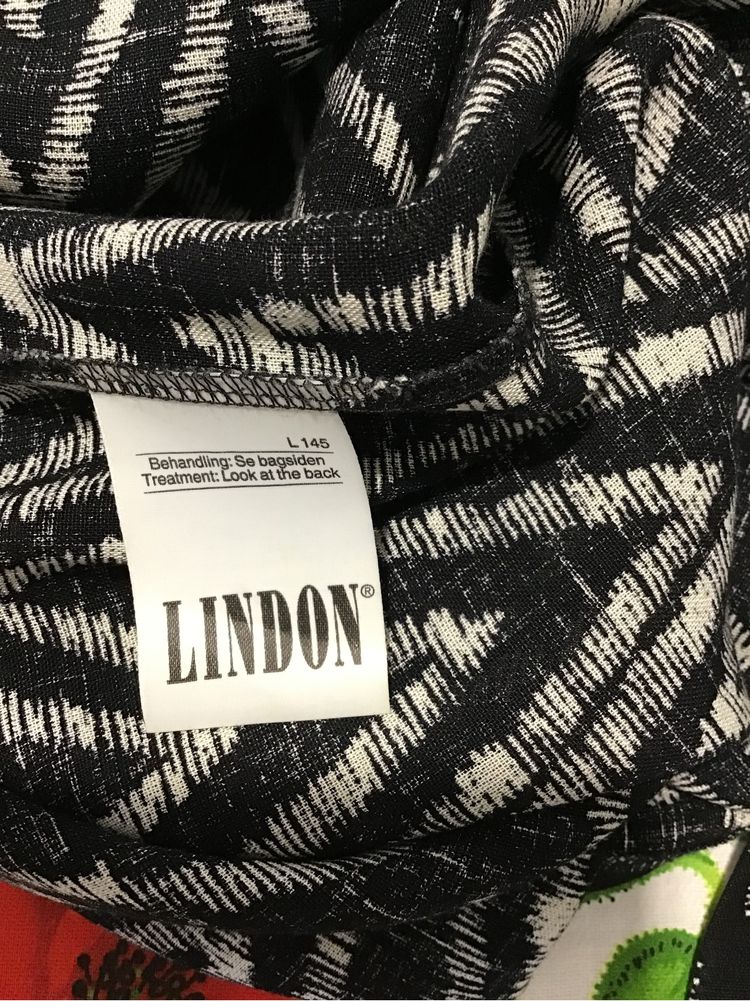 L 145
Behandling: Se bagsiden
Treatment: Look at the back
LINDON®